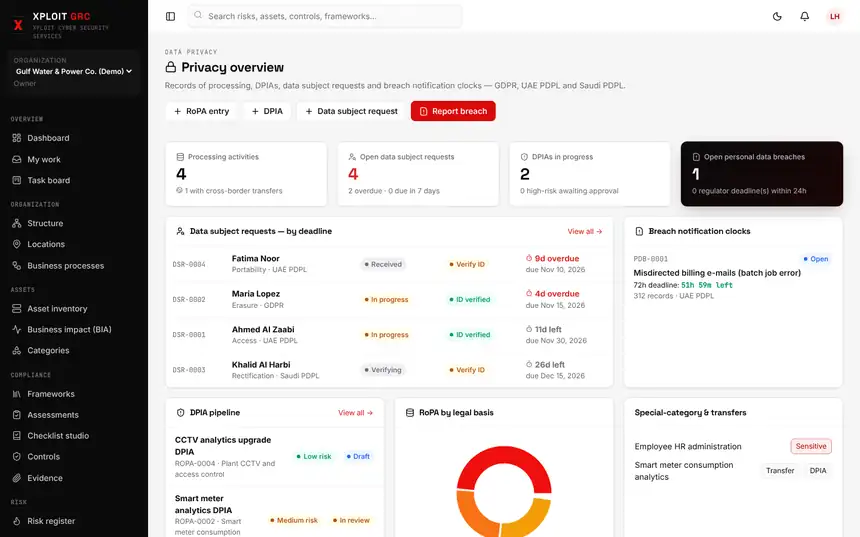 X
XPLOIT GRC
XPLOIT CYBER SECURITY
SERVICES
ORGANIZATION
Gulf Water & Power Co. (Demo)
Owner
OVERVIEW
Dashboard
My work
Task board
ORGANIZATION
Structure
Locations
Business processes
ASSETS
Asset inventory
Business impact (BIA)
Categories
COMPLIANCE
Frameworks
Assessments
Checklist studio
Controls
Evidence
RISK
Risk register
Search risks, assets, controls, frameworks...
LH
DATA PRIVACY
Privacy overview
Records of processing, DPIAs, data subject requests and breach notification clocks — GDPR, UAE PDPL and Saudi PDPL.
+ RoPA entry
+ DPIA
+ Data subject request
Report breach
Processing activities
4
1 with cross-border transfers
Open data subject requests
4
2 overdue · 0 due in 7 days
DPIAs in progress
2
0 high-risk awaiting approval
Open personal data breaches
1
0 regulator deadline(s) within 24h
Data subject requests — by deadline
View all →
DSR-0004
Fatima Noor
Portability · UAE PDPL
Received
Verify ID
9d overdue
due Nov 10, 2026
DSR-0002
Maria Lopez
Erasure · GDPR
In progress
ID verified
4d overdue
due Nov 15, 2026
DSR-0001
Ahmed Al Zaabi
Access · UAE PDPL
In progress
ID verified
11d left
due Nov 30, 2026
DSR-0003
Khalid Al Harbi
Rectification · Saudi PDPL
Verifying
Verify ID
26d left
due Dec 15, 2026
Breach notification clocks
PDB-0001
Open
Misdirected billing e-mails (batch job error)
72h deadline: 51h 59m left
312 records · UAE PDPL
DPIA pipeline
View all →
CCTV analytics upgrade
DPIA
ROPA-0004 · Plant CCTV and
access control
Low risk
Draft
Smart meter
analytics DPIA
ROPA-0002 · Smart
meter consumption
Medium risk
In review
RoPA by legal basis
Special-category & transfers
Employee HR administration
Sensitive
Smart meter consumption
analytics
Transfer
DPIA